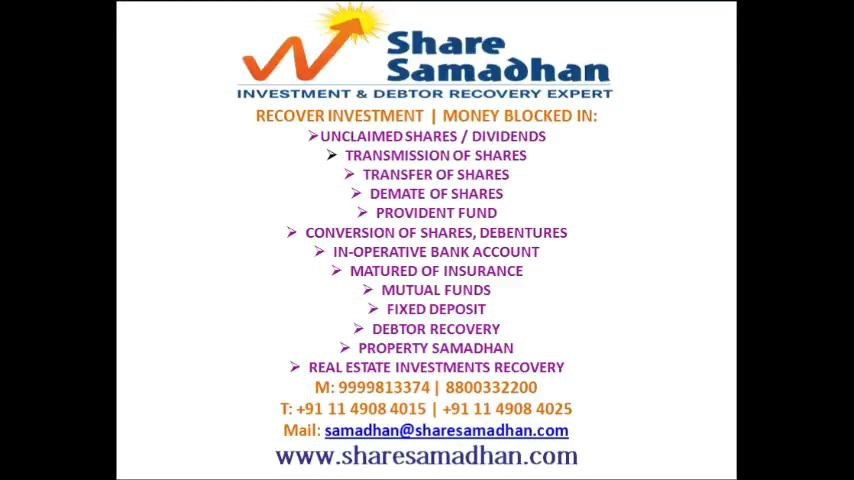 Share
Samadhan
INVESTMENT & DEBTOR RECOVERY EXPERT
RECOVER INVESTMENT | MONEY BLOCKED IN:
➢UNCLAIMED SHARES / DIVIDENDS
➢ TRANSMISSION OF SHARES
➢ TRANSFER OF SHARES
➢ DEMATE OF SHARES
➢ PROVIDENT FUND
➢ CONVERSION OF SHARES, DEBENTURES
➢ IN-OPERATIVE BANK ACCOUNT
➢ MATURED OF INSURANCE
➢ MUTUAL FUNDS
➢ FIXED DEPOSIT
➢ DEBTOR RECOVERY
➢ PROPERTY SAMADHAN
➢ REAL ESTATE INVESTMENTS RECOVERY
M: 9999813374 | 8800332200
T: +91 11 4908 4015 | +91 11 4908 4025
Mail: samadhan@sharesamadhan.com
www.sharesamadhan.com